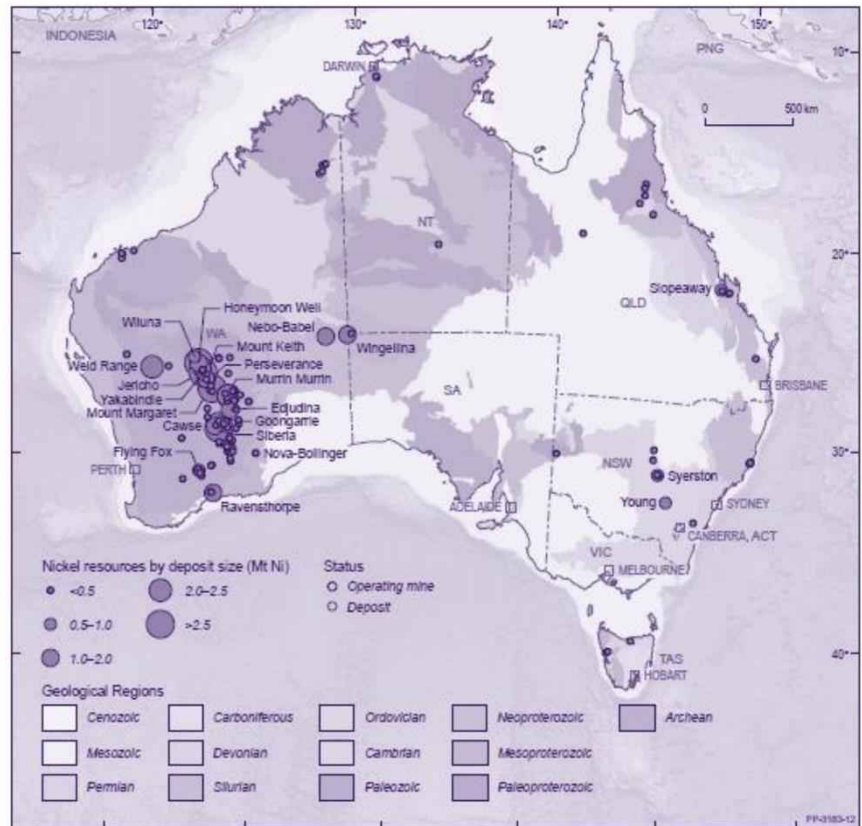 120°
130°
140°
150°
INDONESIA
PNG
10°
DARWIN
0
500 km
NT
20°
Slopeaway
QLD
Honeymoon Well
Wiluna
WA
Nebo-Babel
Mount Keith
Wingellina
Weld Range
Perseverance
Jericho
Murrin Murrin
Yakabindie
SA
BRISBANE
Mount Margaret
Edjudina
Cawse
Goongarrie
Siberia
30°
Flying Fox
Nova-Bollinger
NSW
PERTH
Syerston
Ravensthorpe
ADELAIDE
Young
SYDNEY
CANBERRA, ACT
VIC
MELBOURNE
Nickel resources by deposit size (Mt Ni)
<0.5
2.0–2.5
0.5–1.0
>2.5
1.0–2.0
Status
Operating mine
Deposit
40°
TAS
HOBART
Geological Regions
Cenozoic
Carboniferous
Ordovician
Neoproterozoic
Archean
Mesozoic
Devonian
Cambrian
Mesoproterozoic
Permian
Silurian
Paleozoic
Paleoproterozoic
FP-3183-12